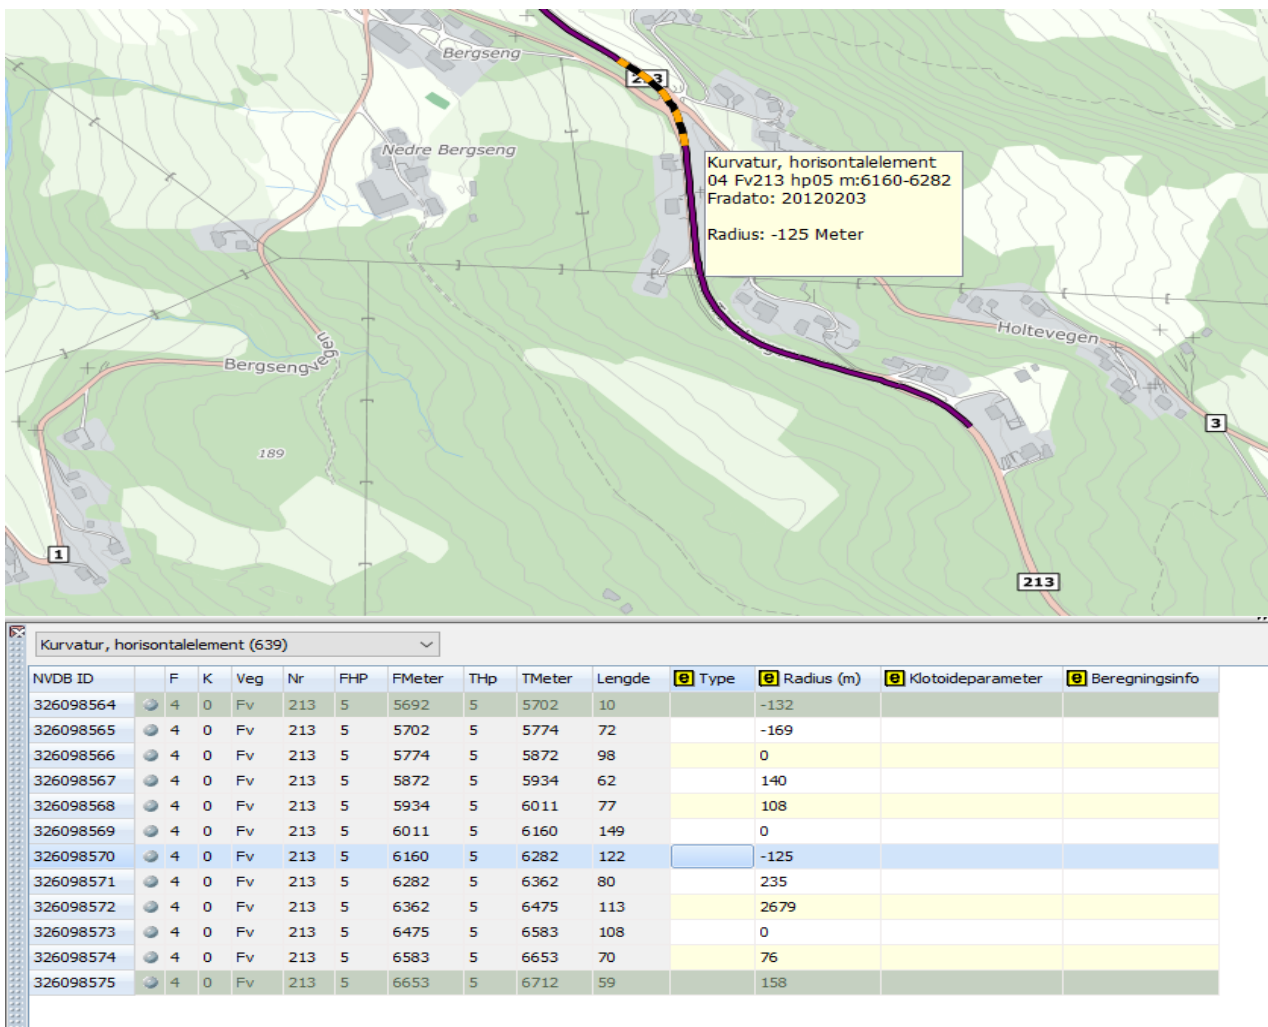 Bergseng
213
Nedre Bergseng
Kurvatur, horisontalelement
04 Fv213 hp05 m:6160-6282
Fradato: 20120203
Radius: -125 Meter
Holtevegen
Bergsengvegen
3
189
1
213
Kurvatur, horisontalelement (639)
NVDB ID F K Veg Nr FHP FMeter THp TMeter Lengde e Type e Radius (m) e Klotoideparameter e Beregningsinfo
326098564 4 0 Fv 213 5 5692 5 5702 10 -132
326098565 4 0 Fv 213 5 5702 5 5774 72 -169
326098566 4 0 Fv 213 5 5774 5 5872 98 0
326098567 4 0 Fv 213 5 5872 5 5934 62 140
326098568 4 0 Fv 213 5 5934 5 6011 77 108
326098569 4 0 Fv 213 5 6011 5 6160 149 0
326098570 4 0 Fv 213 5 6160 5 6282 122 -125
326098571 4 0 Fv 213 5 6282 5 6362 80 235
326098572 4 0 Fv 213 5 6362 5 6475 113 2679
326098573 4 0 Fv 213 5 6475 5 6583 108 0
326098574 4 0 Fv 213 5 6583 5 6653 70 76
326098575 4 0 Fv 213 5 6653 5 6712 59 158